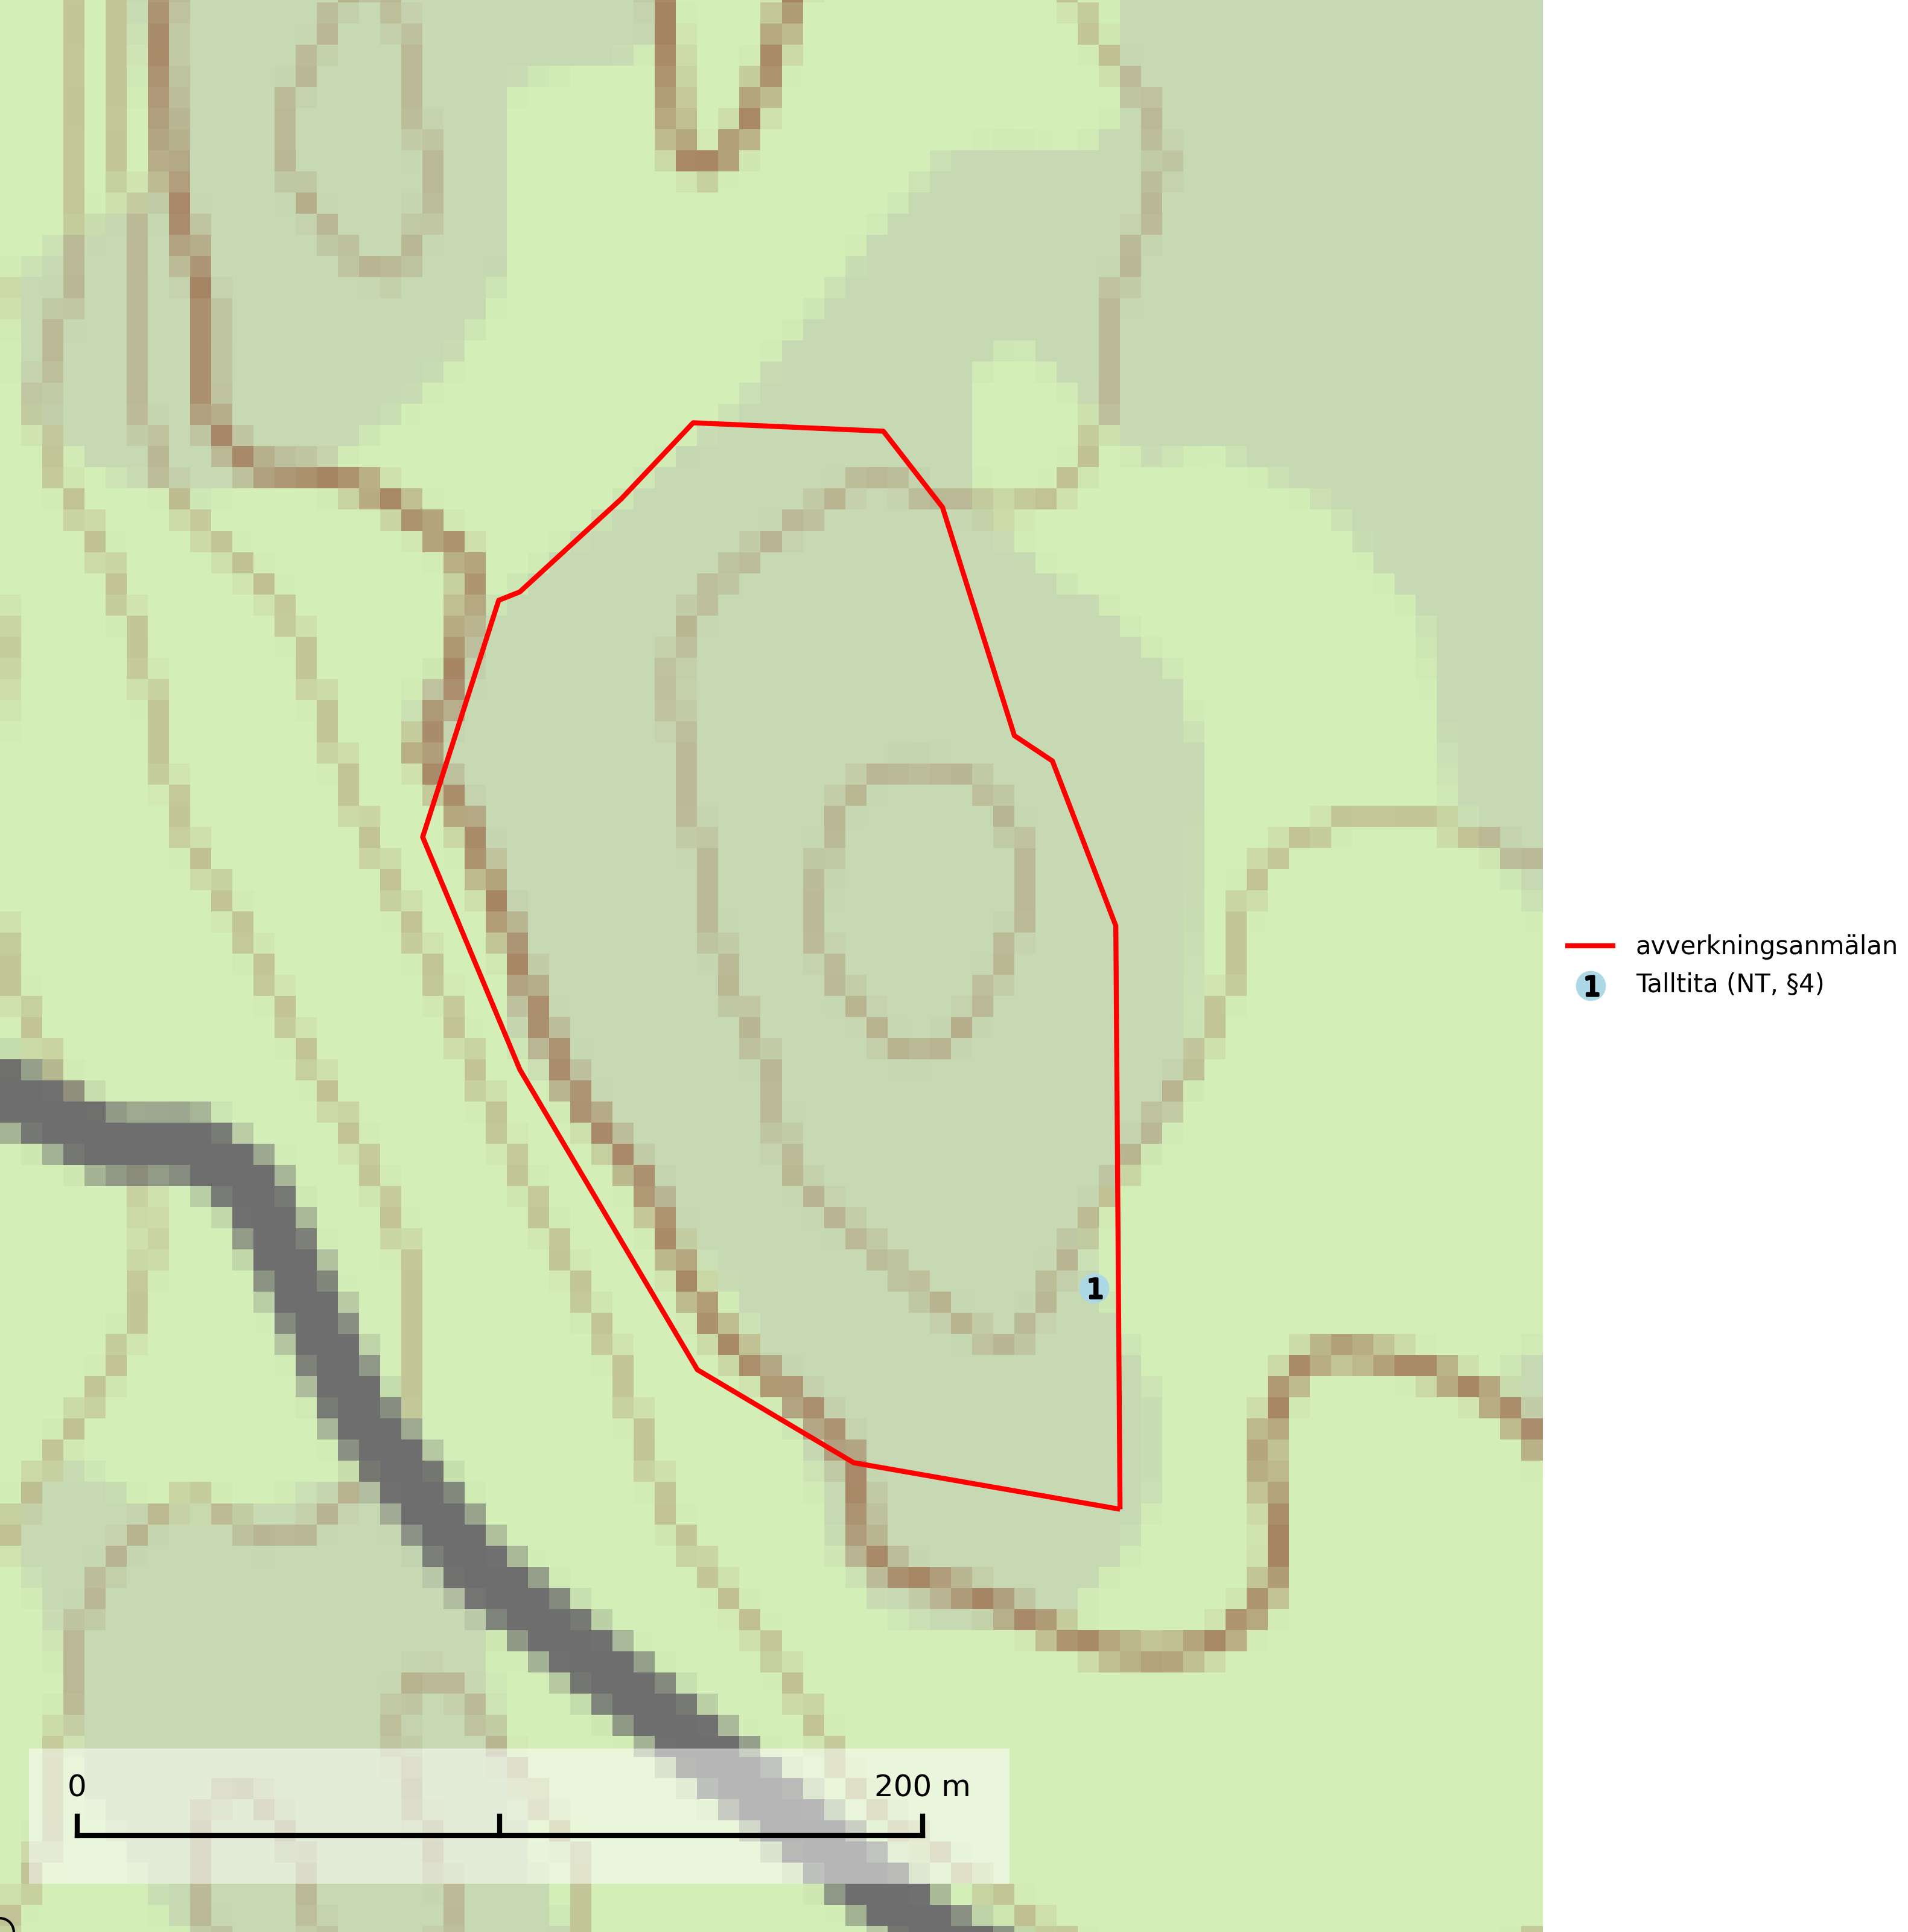 avverkningsanmälan
1 Talltita (NT, §4)
1
0 200 m